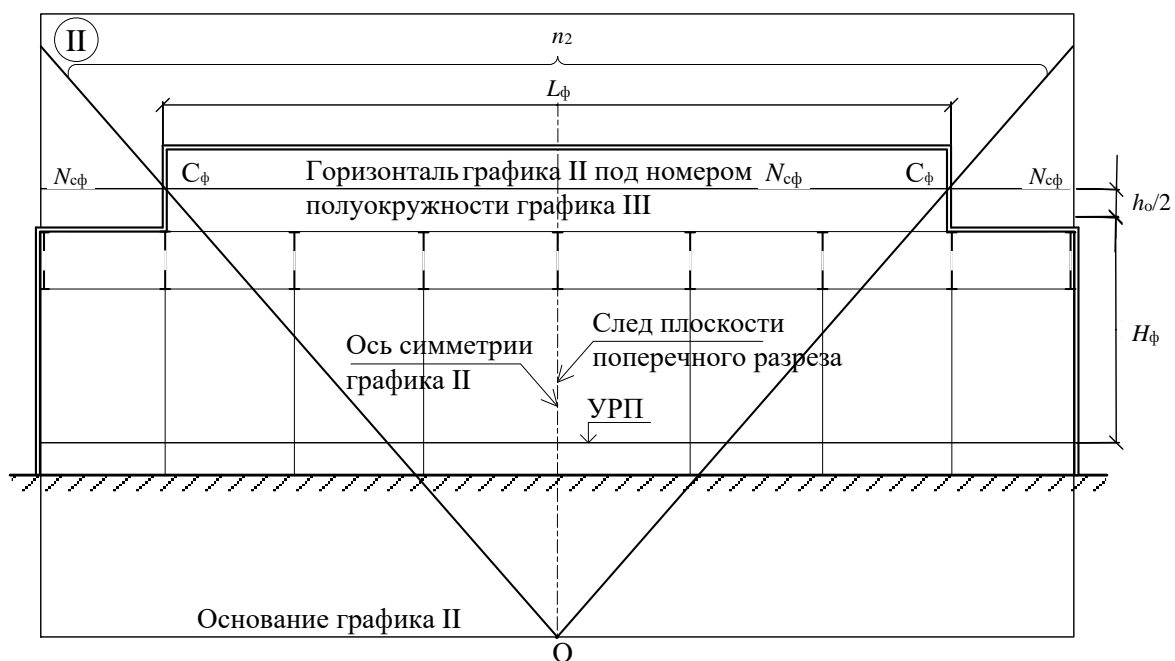 II
n₂
Lф
Nсф
Cф
Горизонталь графика II под номером
Nсф
Cф
Nсф
полуокружности графика III
hо/2
След плоскости
поперечного разреза
Ось симметрии
графика II
Hф
УРП
Основание графика II
O